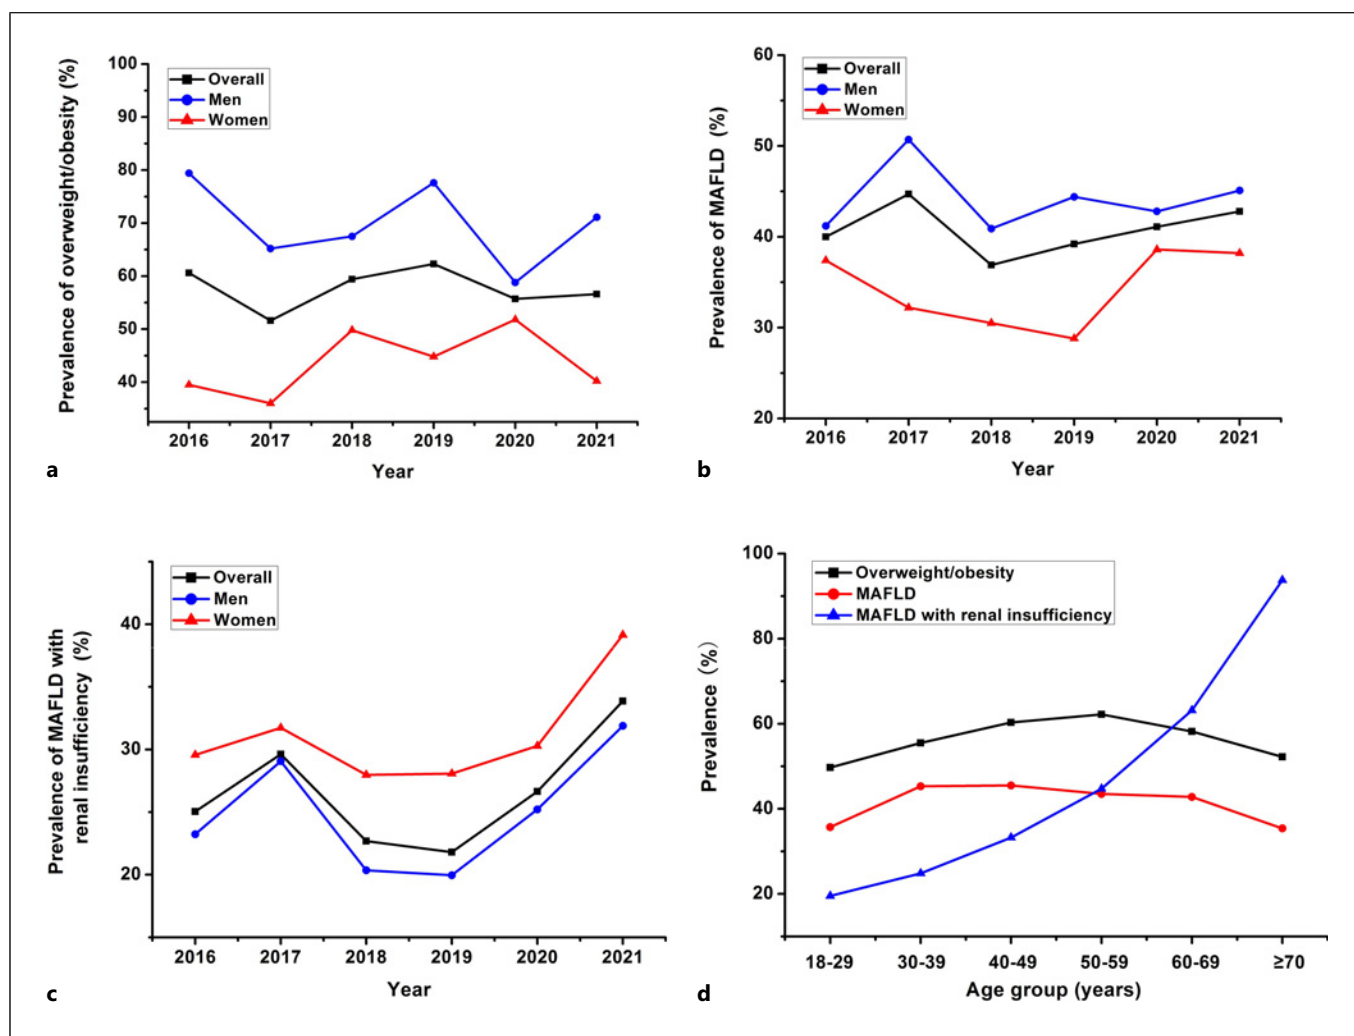 Prevalence of overweight/obesity (%)
100
90
80
70
60
50
40
Overall
Men
Women
2016 2017 2018 2019 2020 2021
Year
a
Prevalence of MAFLD (%)
60
50
40
30
20
Overall
Men
Women
2016 2017 2018 2019 2020 2021
Year
b
Prevalence of MAFLD with
renal insufficiency (%)
40
30
20
Overall
Men
Women
2016 2017 2018 2019 2020 2021
Year
c
Prevalence (%)
100
80
60
40
20
Overweight/obesity
MAFLD
MAFLD with renal insufficiency
18-29 30-39 40-49 50-59 60-69 ≥70
Age group (years)
d